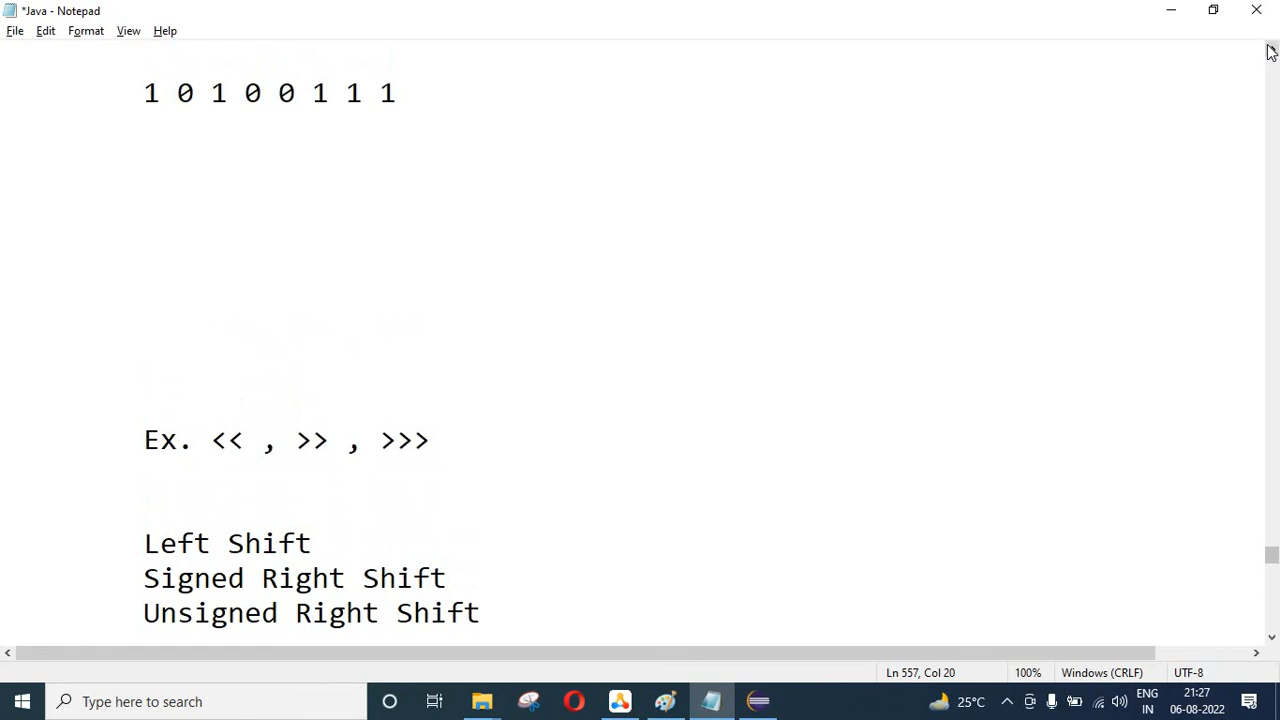 *Java - Notepad
File Edit Format View Help
1 0 1 0 0 1 1 1
Ex. << , >> , >>>
Left Shift
Signed Right Shift
Unsigned Right Shift
Ln 557, Col 20 100% Windows (CRLF) UTF-8
Type here to search 25°C ENG IN 21:27 06-08-2022